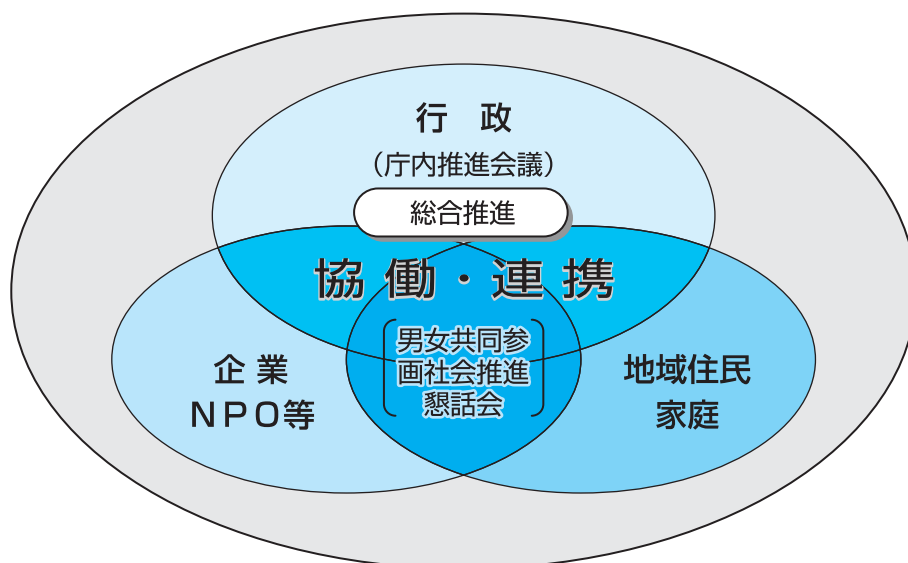 行　政
（庁内推進会議）
総合推進
協 働・連 携
男女共同参
画社会推進
懇話会
企 業
ＮＰＯ等
地域住民
家庭